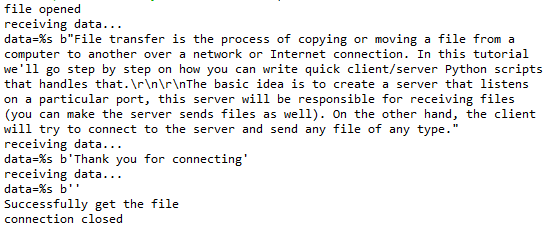 file opened
receiving data...
data=%s b"File transfer is the process of copying or moving a file from a
computer to another over a network or Internet connection. In this tutorial
we'll go step by step on how you can write quick client/server Python scripts
that handles that.\r\n\r\nThe basic idea is to create a server that listens
on a particular port, this server will be responsible for receiving files
(you can make the server sends files as well). On the other hand, the client
will try to connect to the server and send any file of any type."
receiving data...
data=%s b'Thank you for connecting'
receiving data...
data=%s b''
Successfully get the file
connection closed